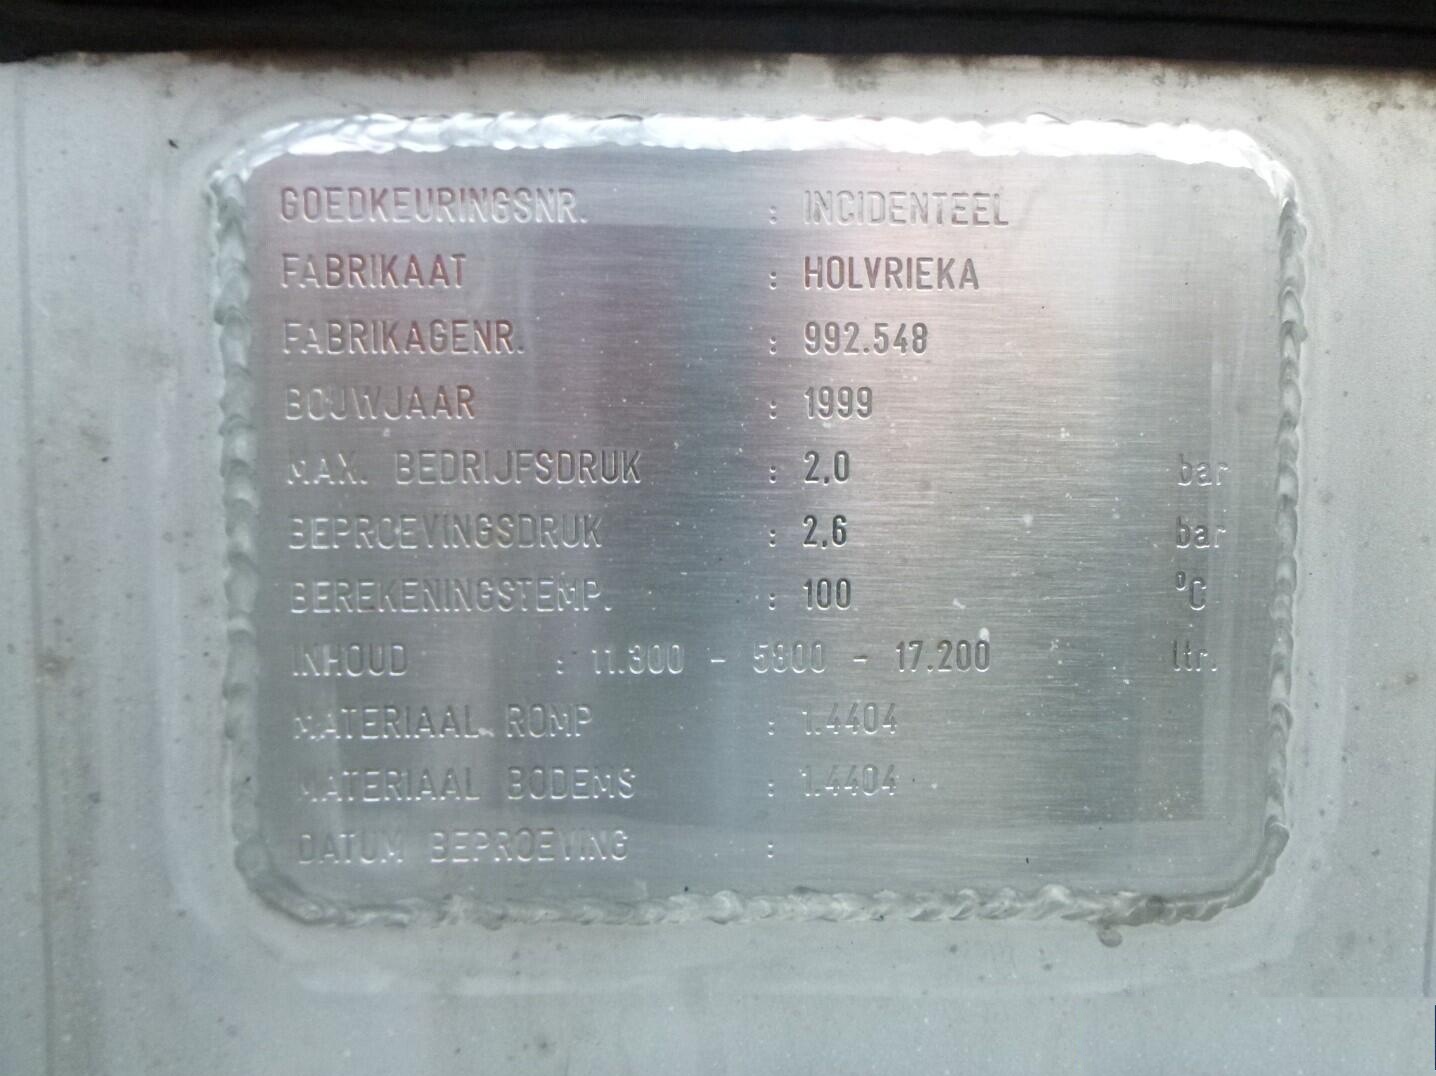 GOEDKEURINGSNR. : INCIDENTEEL
FABRIKAAT : HOLVRIEKA
FABRIKAGENR. : 992.548
BOUWJAAR : 1999
MAX. BEDRIJFSDRUK : 2,0 bar
BEPROEVINGSDRUK : 2,6 bar
BEREKENINGSTEMP. : 100 °C
INHOUD : 11.300 - 5800 - 17.200 ltr.
MATERIAAL ROMP : 1.4404
MATERIAAL BODEMS : 1.4404
DATUM BEPROEVING :